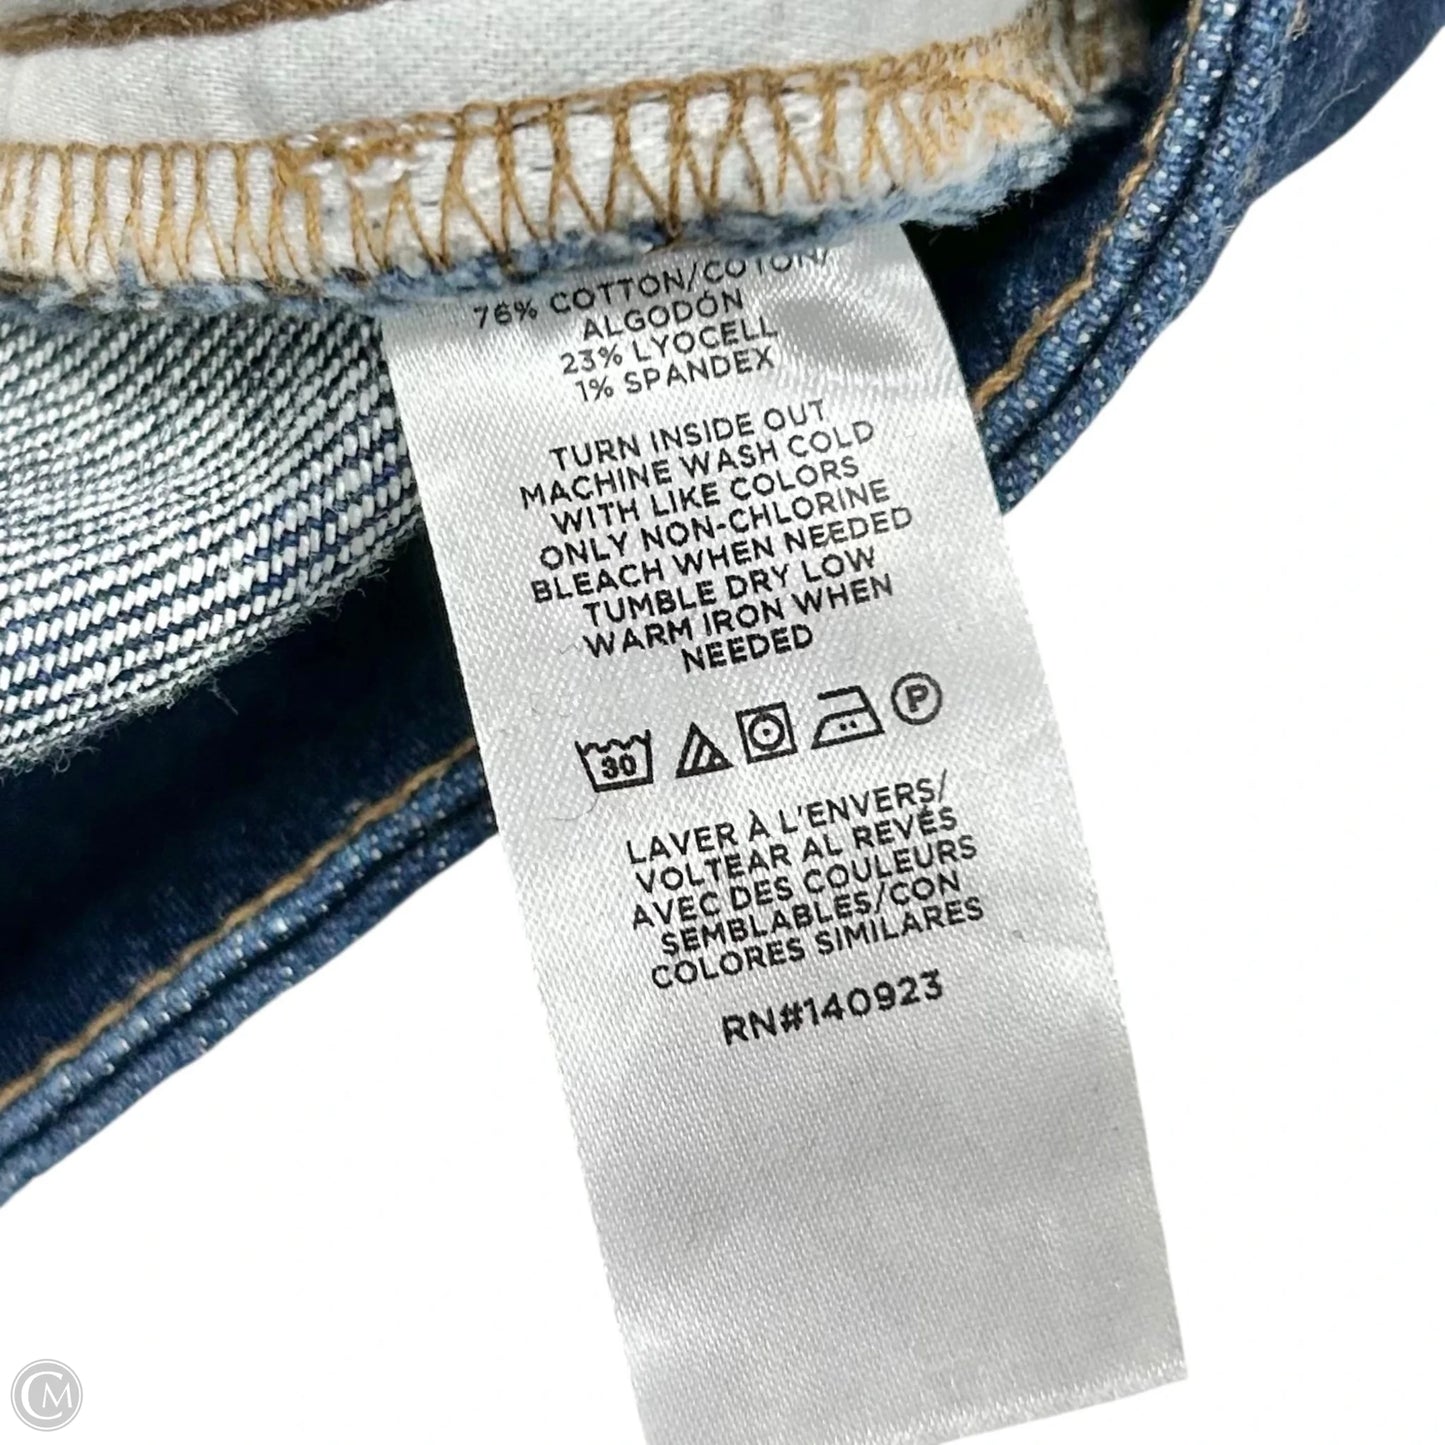 76% COTTON/COTON/
ALGODÓN
23% LYOCELL
1% SPANDEX
TURN INSIDE OUT
MACHINE WASH COLD
WITH LIKE COLORS
ONLY NON-CHLORINE
BLEACH WHEN NEEDED
TUMBLE DRY LOW
WARM IRON WHEN
NEEDED
30 P
LAVER À L'ENVERS/
VOLTEAR AL REVÉS
AVEC DES COULEURS
SEMBLABLES/CON
COLORES SIMILARES
RN#140923
CM